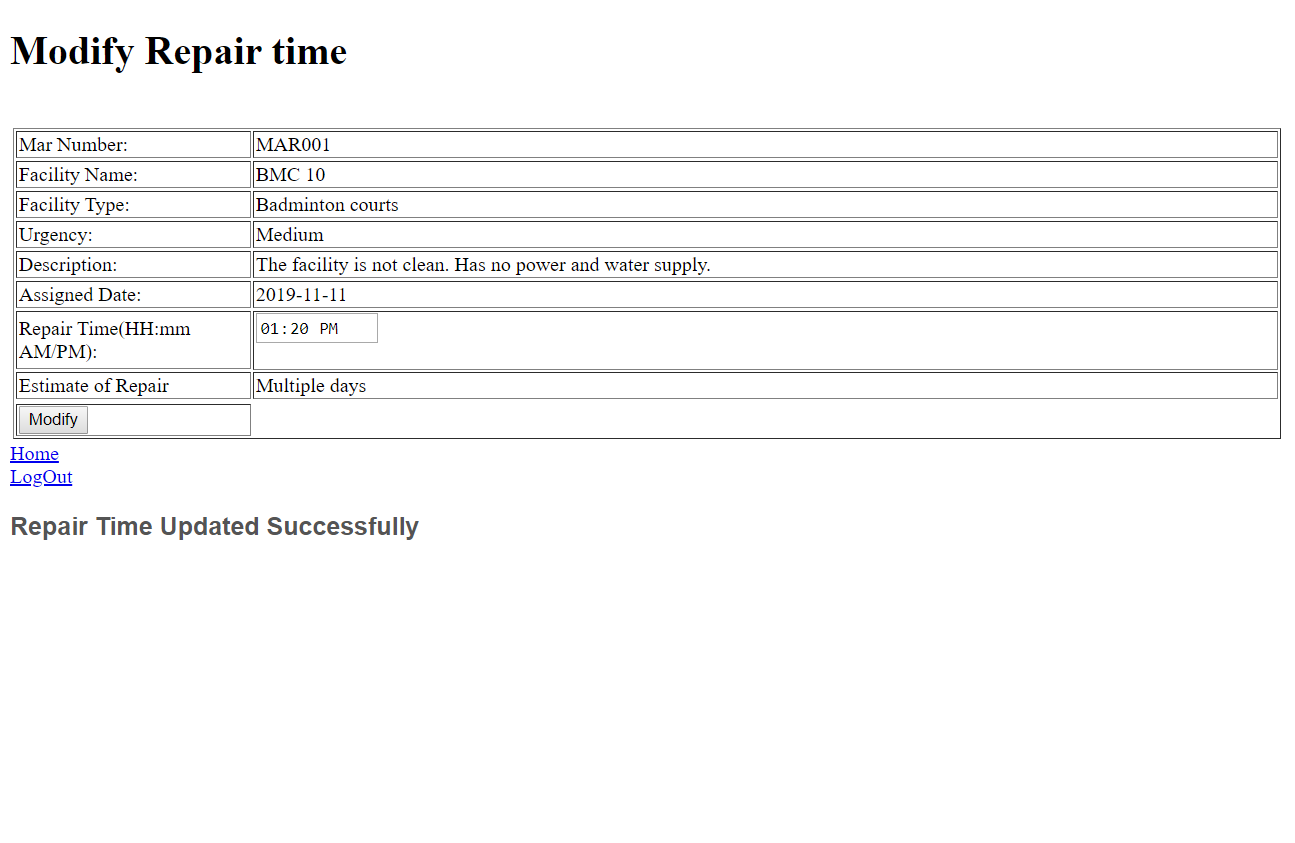 Modify Repair time
Mar Number: MAR001
Facility Name: BMC 10
Facility Type: Badminton courts
Urgency: Medium
Description: The facility is not clean. Has no power and water supply.
Assigned Date: 2019-11-11
Repair Time(HH:mm
AM/PM): 01:20 PM
Estimate of Repair Multiple days
Modify
Home
LogOut
Repair Time Updated Successfully